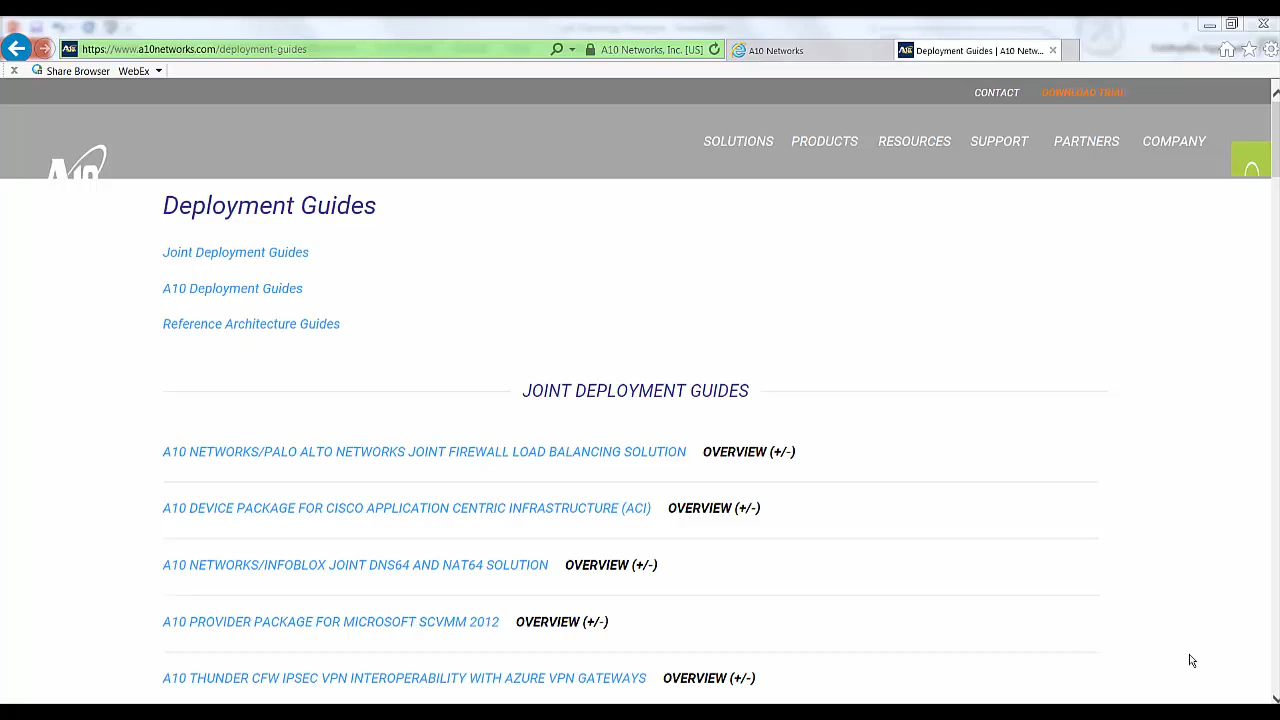 https://www.a10networks.com/deployment-guides
A10 Networks, Inc. [US]
A10 Networks
Deployment Guides | A10 Netw...
Share Browser WebEx
CONTACT DOWNLOAD TRIAL
A10
SOLUTIONS PRODUCTS RESOURCES SUPPORT PARTNERS COMPANY
Deployment Guides
Joint Deployment Guides
A10 Deployment Guides
Reference Architecture Guides
JOINT DEPLOYMENT GUIDES
A10 NETWORKS/PALO ALTO NETWORKS JOINT FIREWALL LOAD BALANCING SOLUTION OVERVIEW (+/-)
A10 DEVICE PACKAGE FOR CISCO APPLICATION CENTRIC INFRASTRUCTURE (ACI) OVERVIEW (+/-)
A10 NETWORKS/INFOBLOX JOINT DNS64 AND NAT64 SOLUTION OVERVIEW (+/-)
A10 PROVIDER PACKAGE FOR MICROSOFT SCVMM 2012 OVERVIEW (+/-)
A10 THUNDER CFW IPSEC VPN INTEROPERABILITY WITH AZURE VPN GATEWAYS OVERVIEW (+/-)